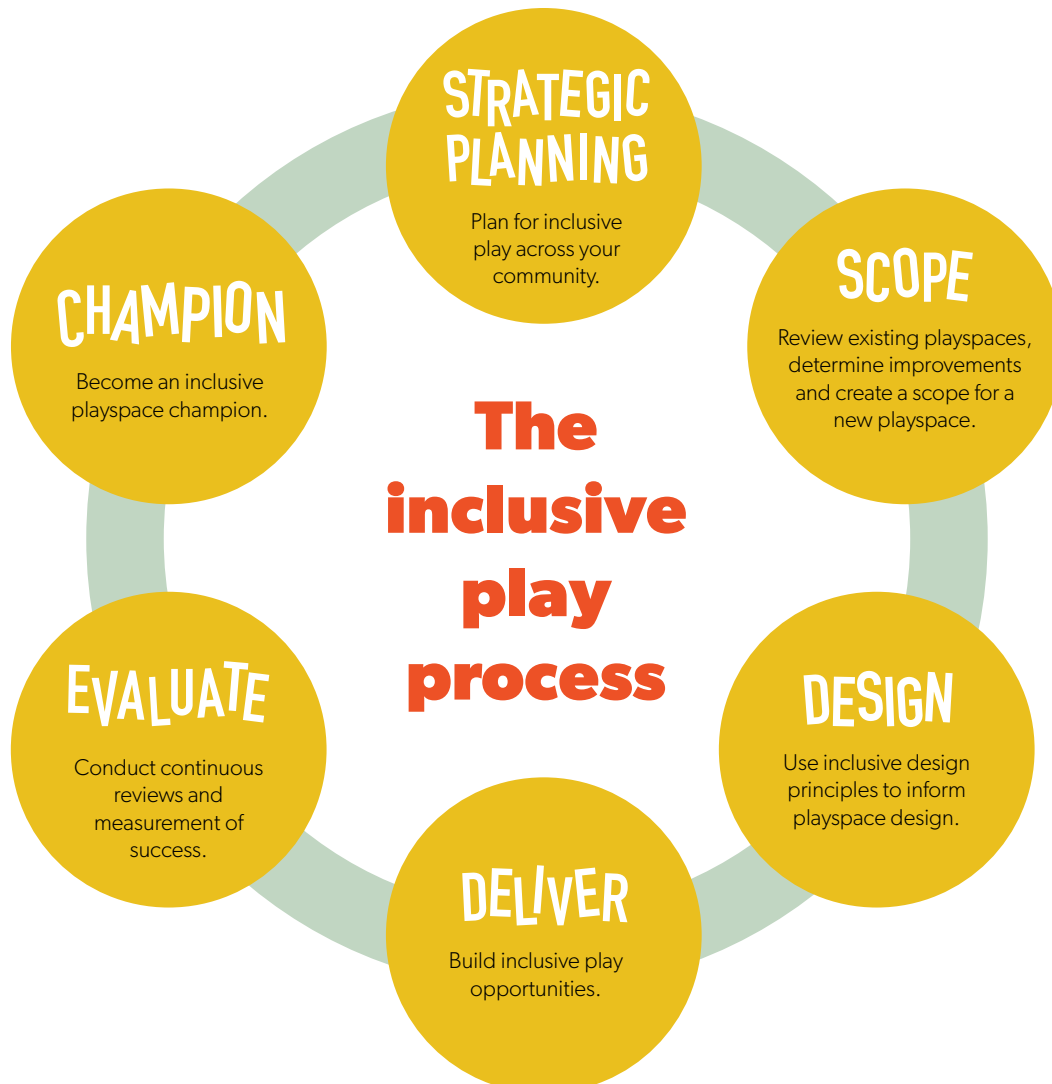 STRATEGIC
PLANNING
Plan for inclusive
play across your
community.
SCOPE
Review existing playspaces,
determine improvements
and create a scope for a
new playspace.
DESIGN
Use inclusive design
principles to inform
playspace design.
DELIVER
Build inclusive play
opportunities.
EVALUATE
Conduct continuous
reviews and
measurement of
success.
CHAMPION
Become an inclusive
playspace champion.
The
inclusive
play
process